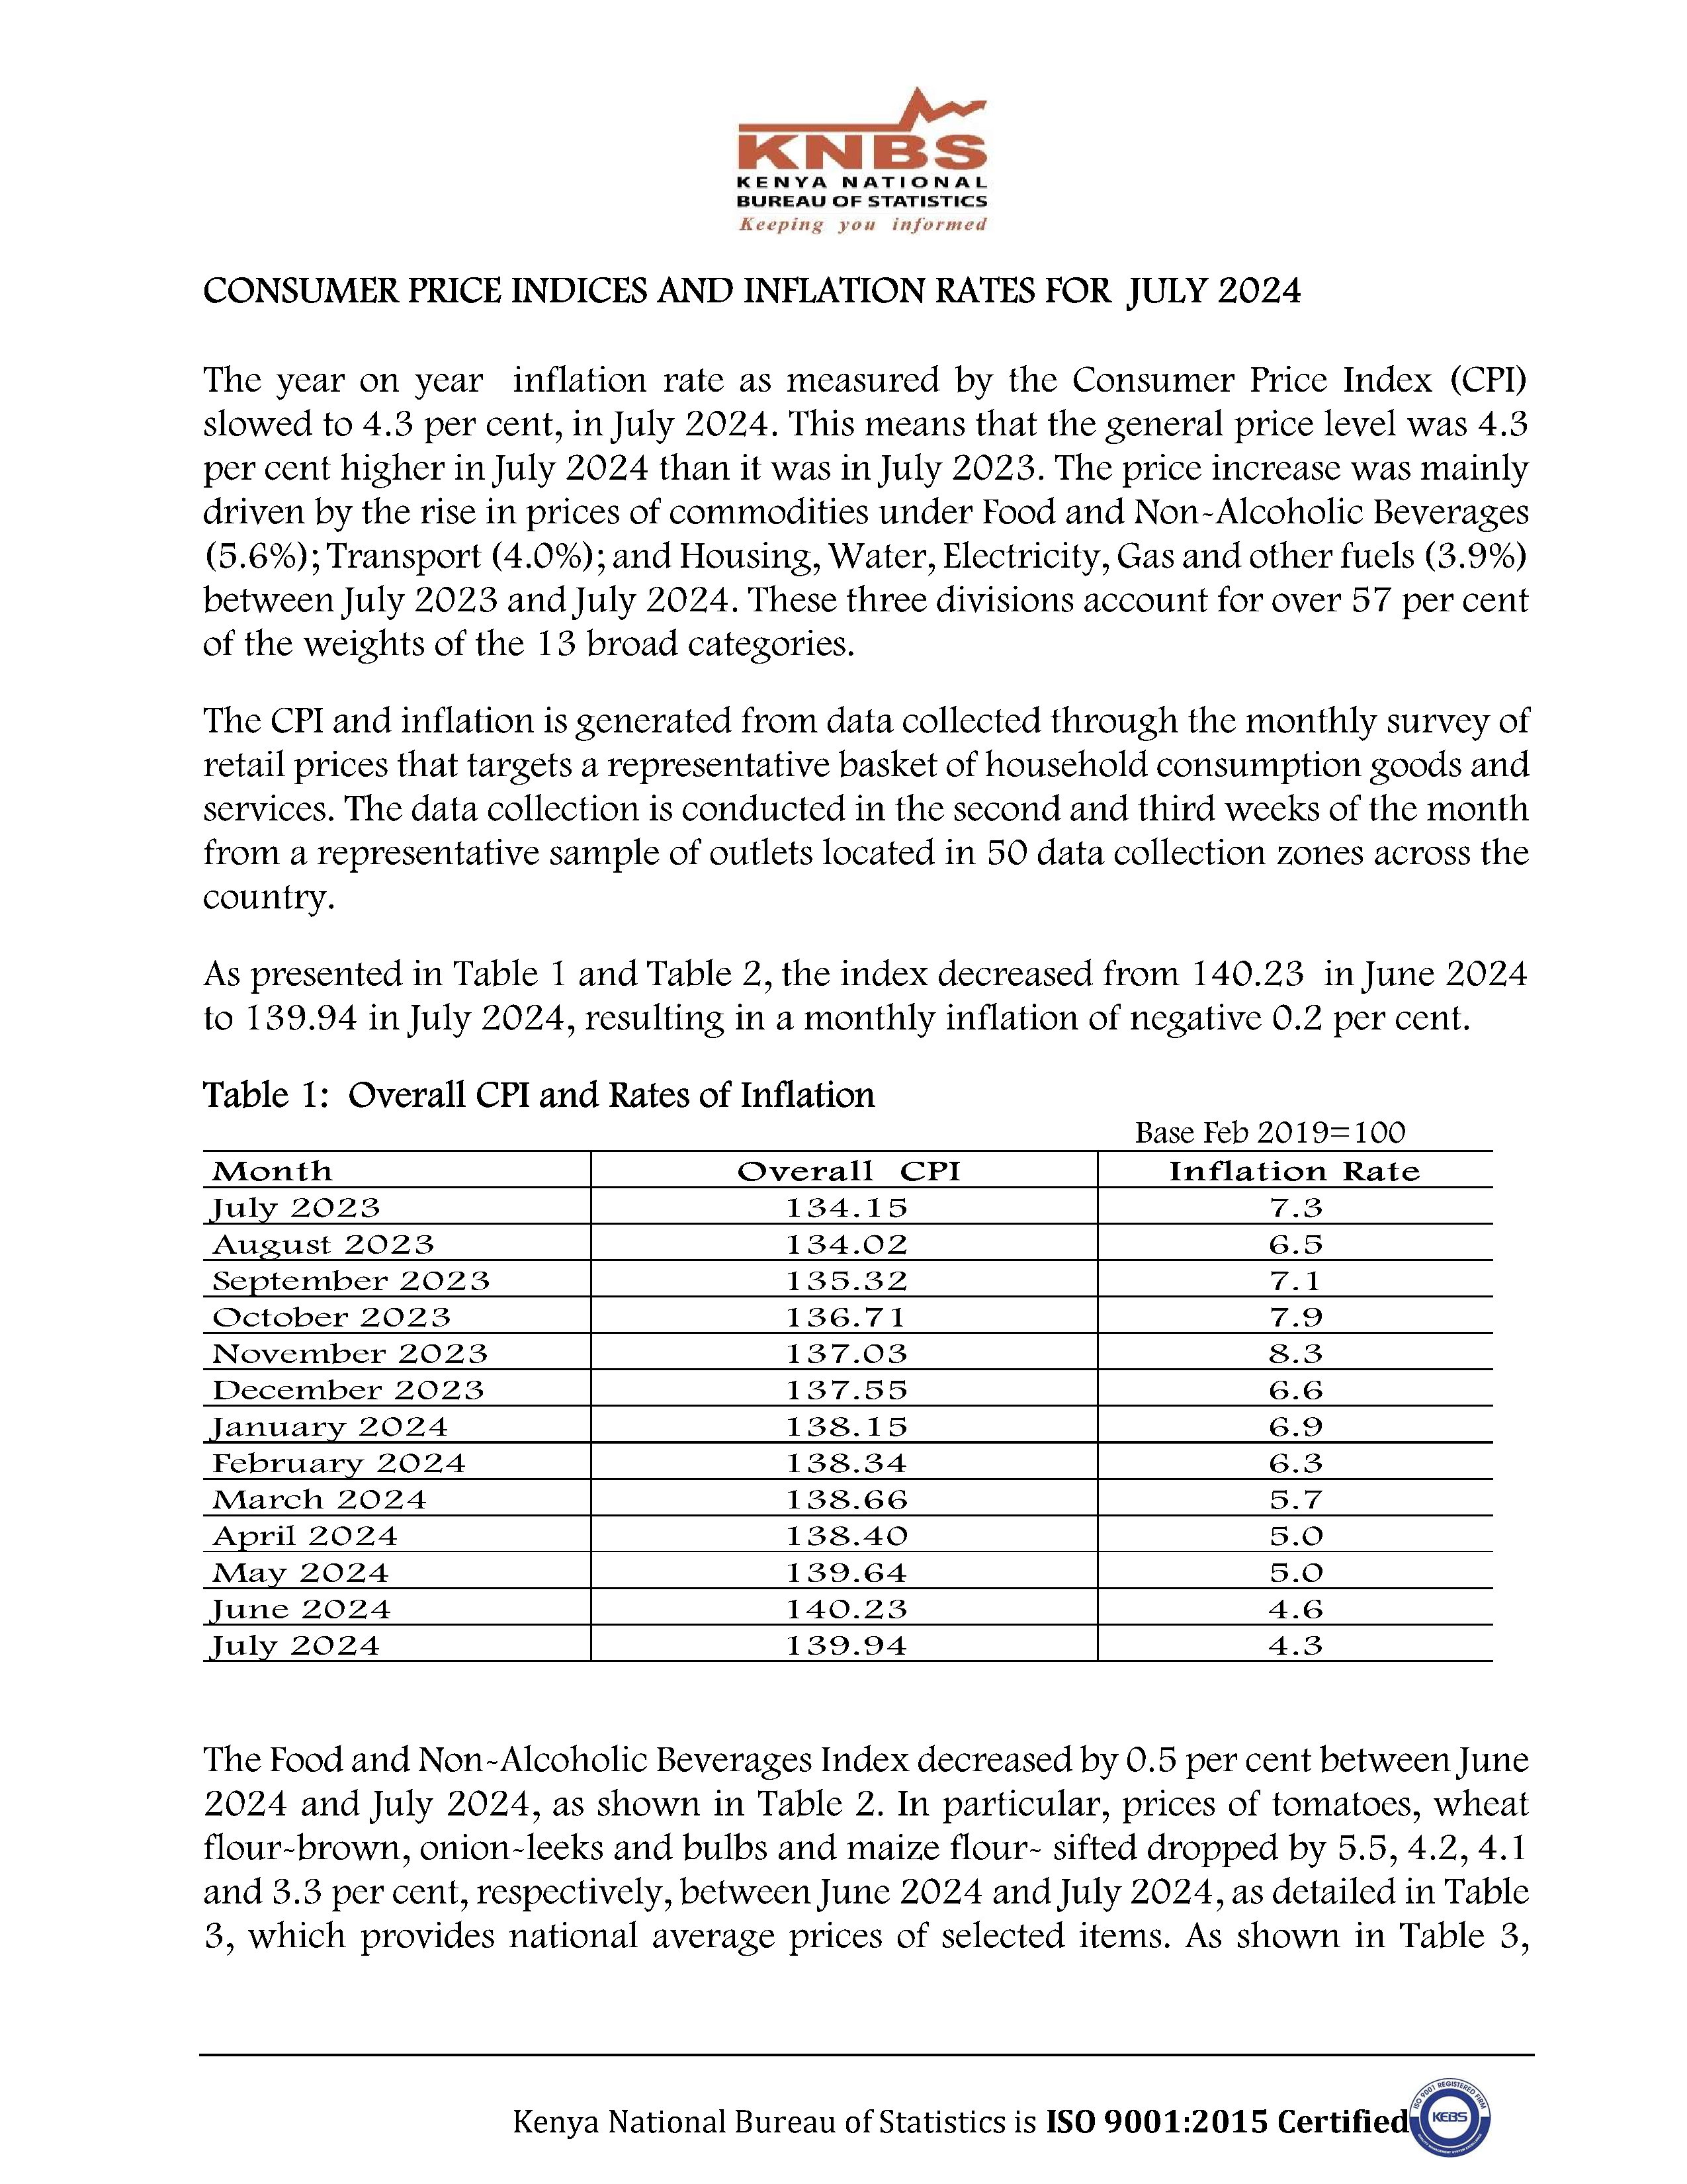 KNBS
KENYA NATIONAL
BUREAU OF STATISTICS
Keeping you informed
CONSUMER PRICE INDICES AND INFLATION RATES FOR JULY 2024
The year on year inflation rate as measured by the Consumer Price Index (CPI)
slowed to 4.3 per cent, in July 2024. This means that the general price level was 4.3
per cent higher in July 2024 than it was in July 2023. The price increase was mainly
driven by the rise in prices of commodities under Food and Non-Alcoholic Beverages
(5.6%); Transport (4.0%); and Housing, Water, Electricity, Gas and other fuels (3.9%)
between July 2023 and July 2024. These three divisions account for over 57 per cent
of the weights of the 13 broad categories.
The CPI and inflation is generated from data collected through the monthly survey of
retail prices that targets a representative basket of household consumption goods and
services. The data collection is conducted in the second and third weeks of the month
from a representative sample of outlets located in 50 data collection zones across the
country.
As presented in Table 1 and Table 2, the index decreased from 140.23 in June 2024
to 139.94 in July 2024, resulting in a monthly inflation of negative 0.2 per cent.
Table 1: Overall CPI and Rates of Inflation
Base Feb 2019=100
Month Overall CPI Inflation Rate
July 2023 134.15 7.3
August 2023 134.02 6.5
September 2023 135.32 7.1
October 2023 136.71 7.9
November 2023 137.03 8.3
December 2023 137.55 6.6
January 2024 138.15 6.9
February 2024 138.34 6.3
March 2024 138.66 5.7
April 2024 138.40 5.0
May 2024 139.64 5.0
June 2024 140.23 4.6
July 2024 139.94 4.3
The Food and Non-Alcoholic Beverages Index decreased by 0.5 per cent between June
2024 and July 2024, as shown in Table 2. In particular, prices of tomatoes, wheat
flour-brown, onion-leeks and bulbs and maize flour- sifted dropped by 5.5, 4.2, 4.1
and 3.3 per cent, respectively, between June 2024 and July 2024, as detailed in Table
3, which provides national average prices of selected items. As shown in Table 3,
Kenya National Bureau of Statistics is ISO 9001:2015 Certified
ISO 9001 REGISTERED FIRM
KEBS